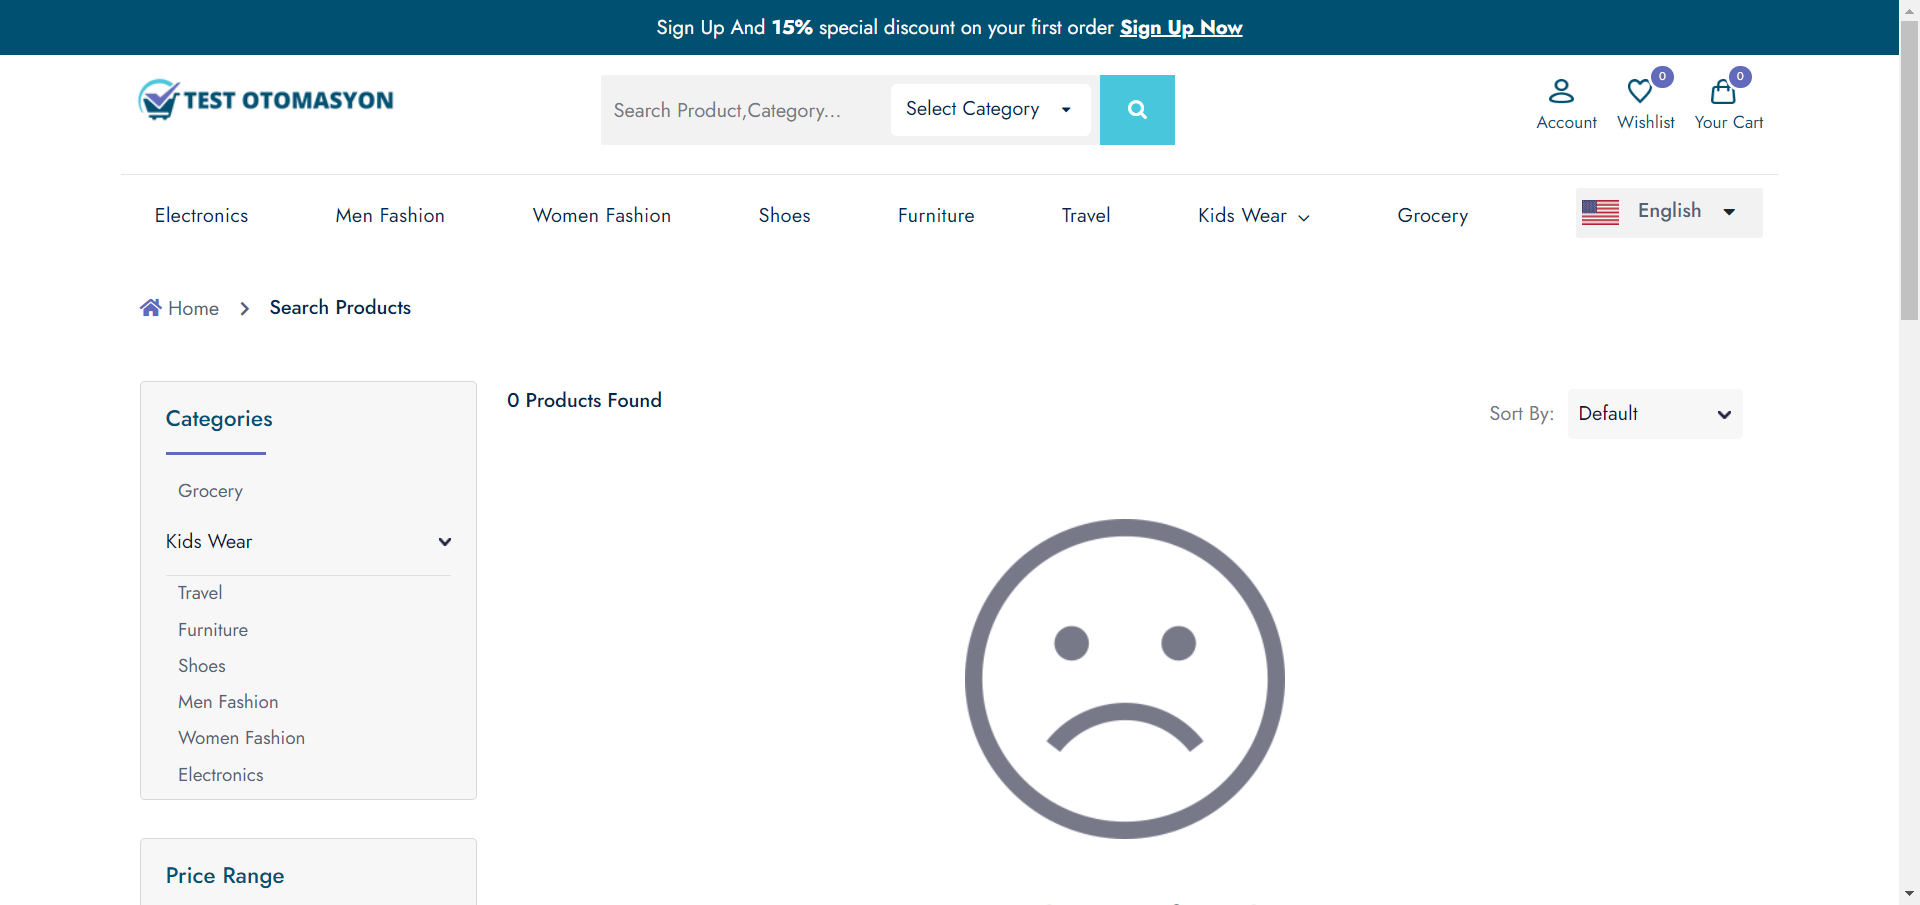 Sign Up And 15% special discount on your first order Sign Up Now
TEST OTOMASYON
Search Product,Category...
Select Category
Account
0
Wishlist
0
Your Cart
Electronics
Men Fashion
Women Fashion
Shoes
Furniture
Travel
Kids Wear
Grocery
English
Home
Search Products
Categories
Grocery
Kids Wear
Travel
Furniture
Shoes
Men Fashion
Women Fashion
Electronics
Price Range
0 Products Found
Sort By:
Default